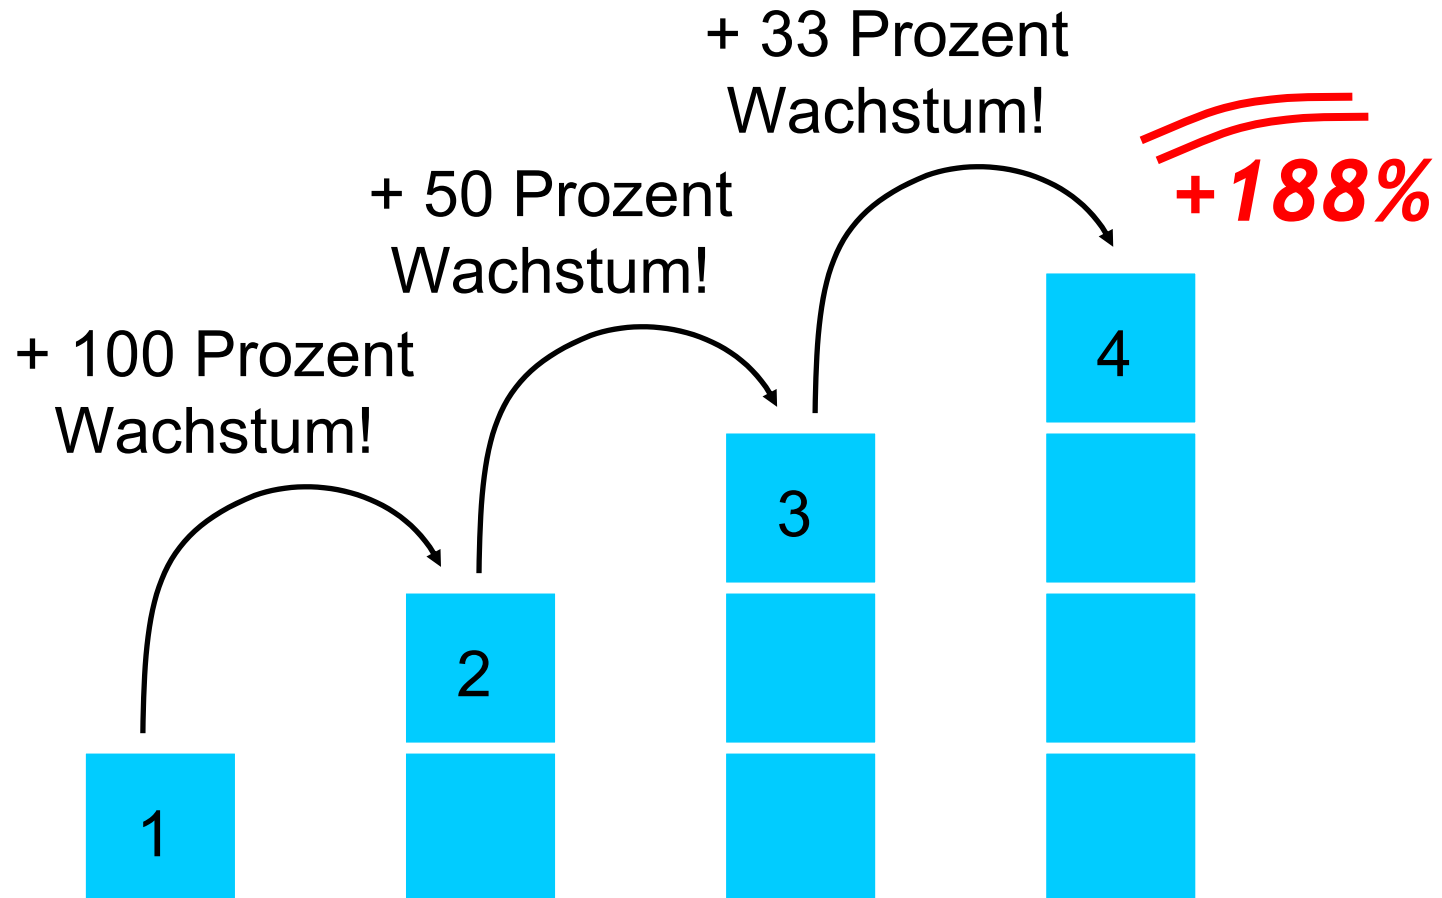 + 33 Prozent
Wachstum!
+188%
+ 50 Prozent
Wachstum!
+ 100 Prozent
Wachstum!
4
3
2
1